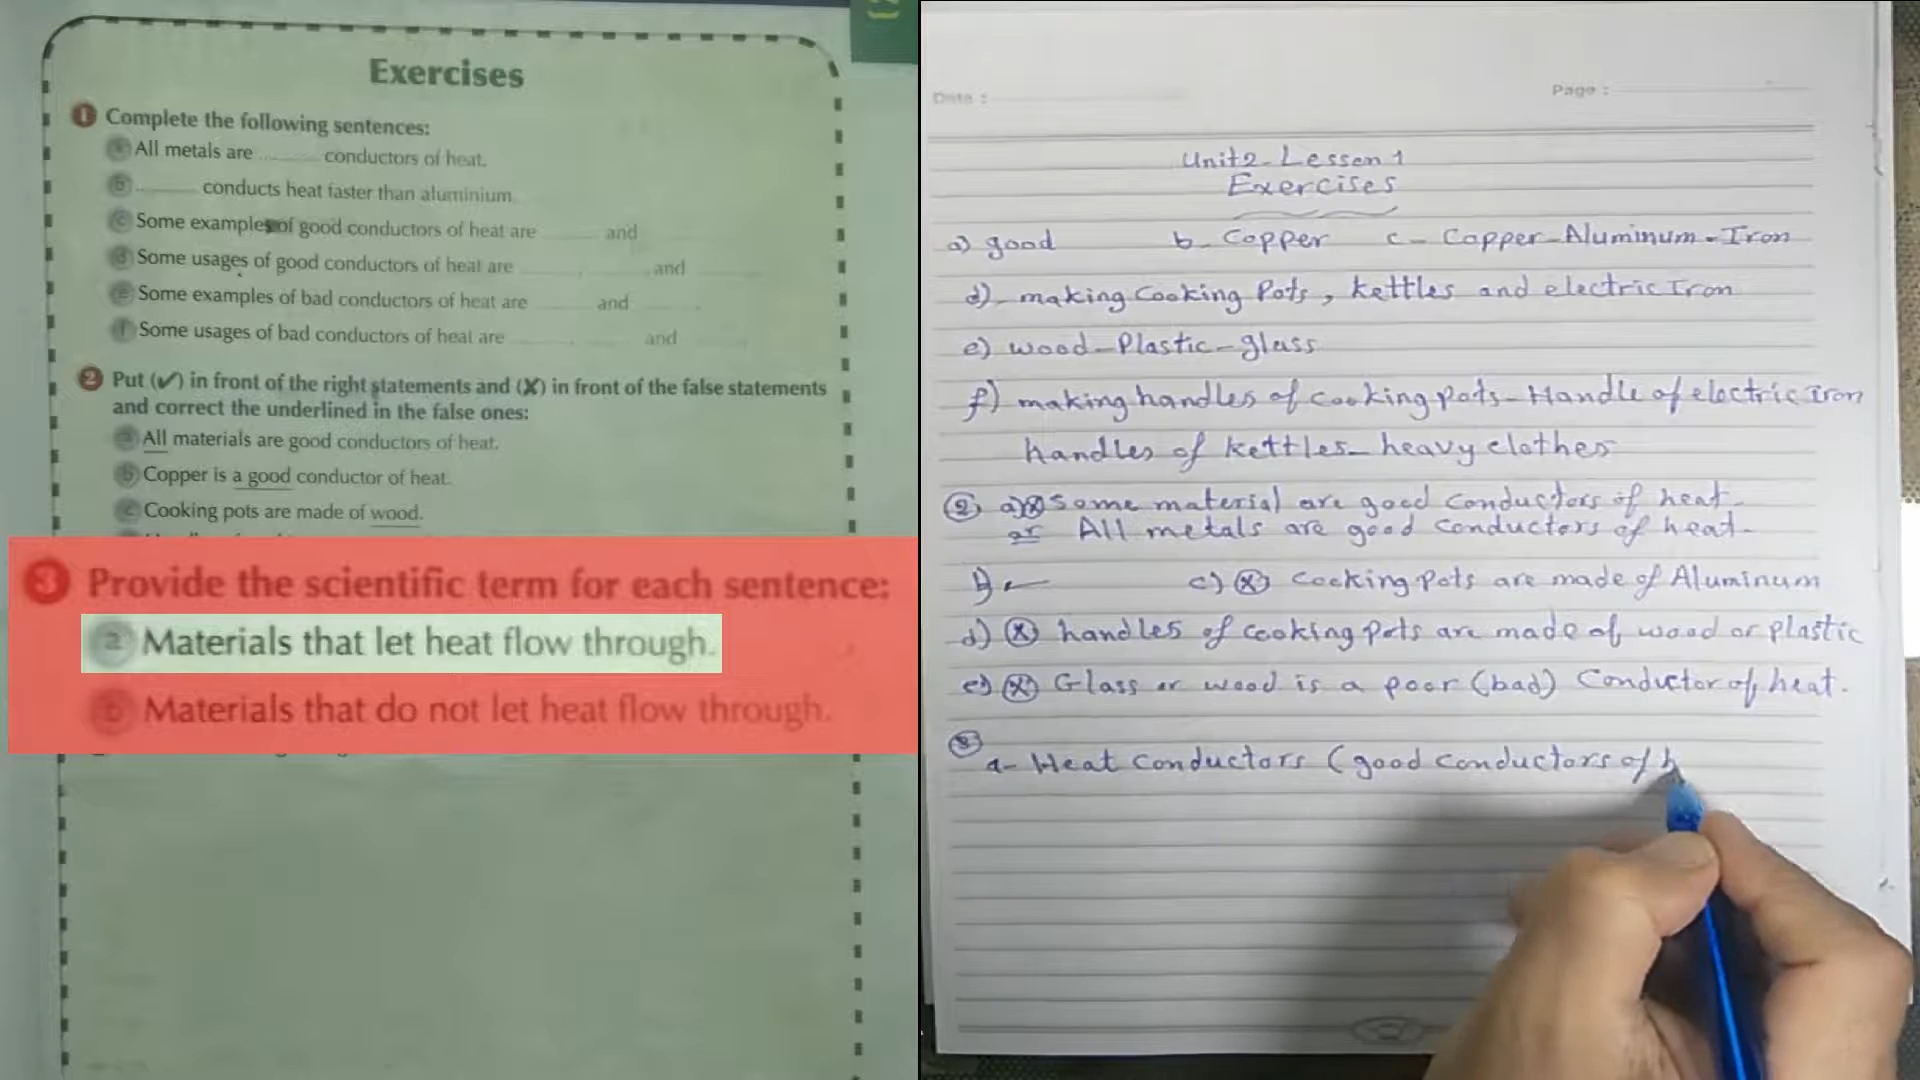 Exercises
1 Complete the following sentences:
a All metals are ........ conductors of heat.
b ........ conducts heat faster than aluminium.
c Some examples of good conductors of heat are ........ and
d Some usages of good conductors of heat are ........ ........ and ........
e Some examples of bad conductors of heat are ........ and ........
f Some usages of bad conductors of heat are ........ ........ and ........
2 Put (✓) in front of the right statements and (✗) in front of the false statements
and correct the underlined in the false ones:
a All materials are good conductors of heat.
b Copper is a good conductor of heat.
c Cooking pots are made of wood.
3 Provide the scientific term for each sentence:
a Materials that let heat flow through.
b Materials that do not let heat flow through.
Date :
Page :
Unit2- Lesson 1
Exercises
a) good b- Copper c- Copper-Aluminum-Iron
d)- making Cooking Pots, kettles and electric Iron
e) wood-Plastic-glass
f) making handles of cooking pots-Handle of electric iron
handles of kettles- heavy clothes
2 a) ⓧ some material are good conductors of heat-
or All metals are good conductors of heat-
b) ✓ c) ⓧ Cooking pots are made of Aluminum
d) ⓧ handles of cooking pots are made of wood or plastic
e) ⓧ Glass or wood is a poor (bad) Conductor of heat.
3
a- Heat conductors (good conductors of h